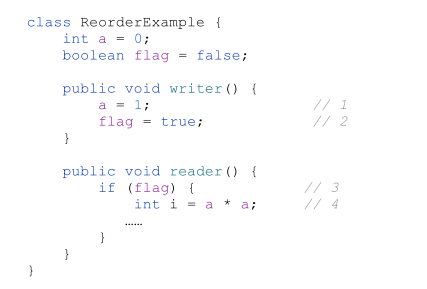 class ReorderExample {
    int a = 0;
    boolean flag = false;

    public void writer() {
        a = 1;                   // 1
        flag = true;             // 2
    }

    public void reader() {
        if (flag) {             // 3
            int i = a * a;      // 4
            ……
        }
    }
}